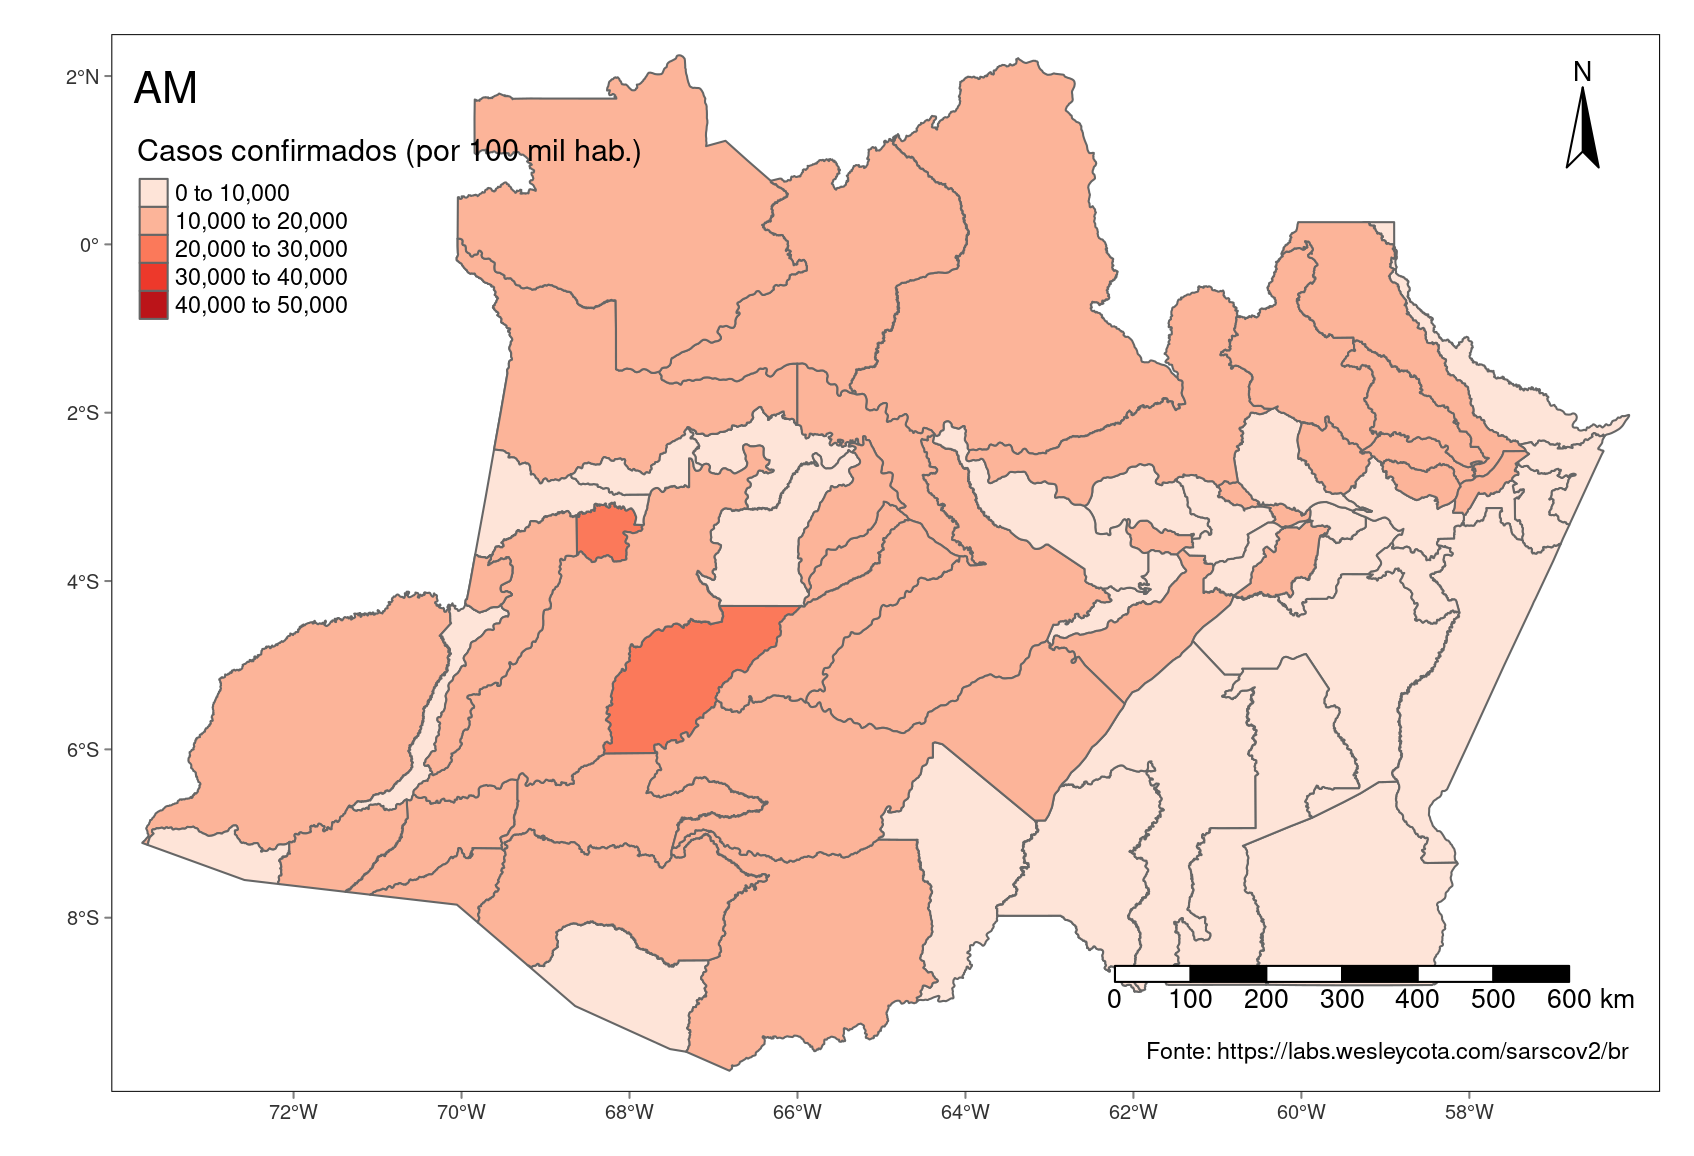 AM
N
Casos confirmados (por 100 mil hab.)
0 to 10,000
10,000 to 20,000
20,000 to 30,000
30,000 to 40,000
40,000 to 50,000
2°N
0°
2°S
4°S
6°S
8°S
0 100 200 300 400 500 600 km
Fonte: https://labs.wesleycota.com/sarscov2/br
72°W 70°W 68°W 66°W 64°W 62°W 60°W 58°W